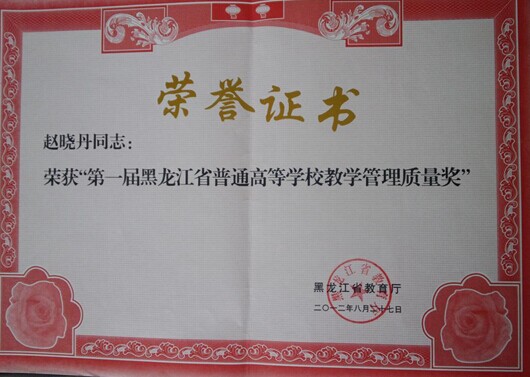 荣誉证书
赵晓丹同志：
荣获“第一届黑龙江省普通高等学校教学管理质量奖”
黑龙江省教育厅
二〇一二年八月二十七日